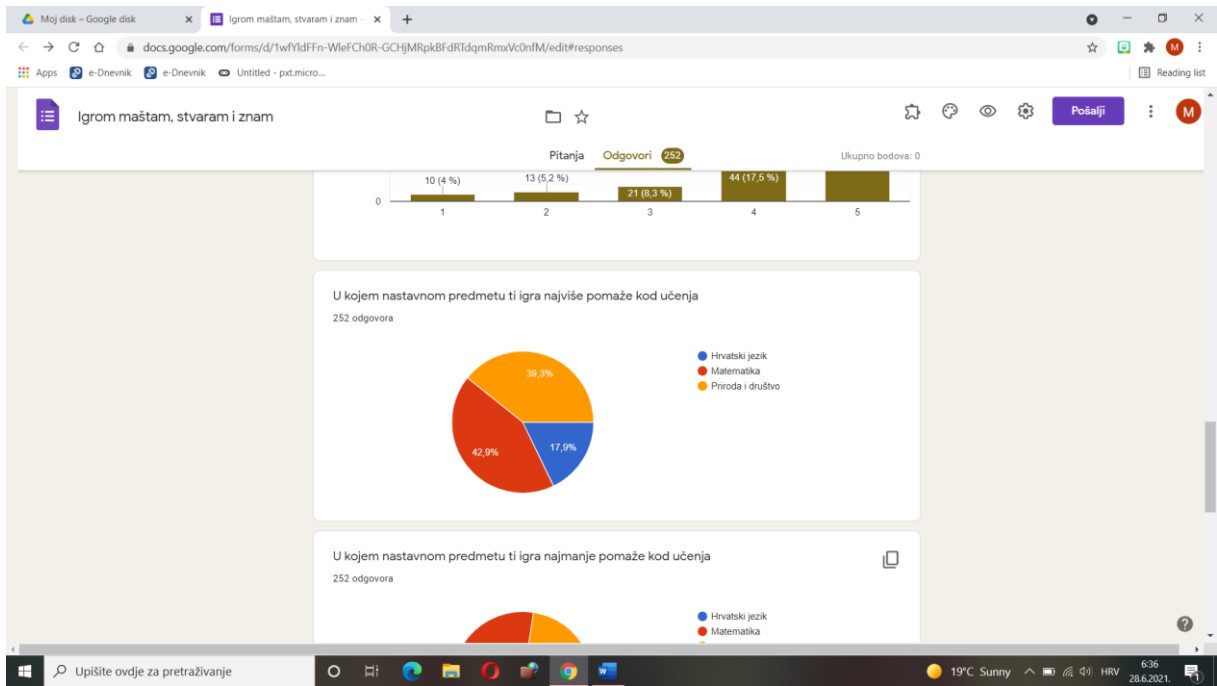 Moj disk – Google disk
Igrom maštam, stvaram i znam -
docs.google.com/forms/d/1wfYldFFn-WleFCh0R-GCHjMRpkBFdRTdqmRmxVc0nfM/edit#responses
Apps e-Dnevnik e-Dnevnik Untitled - pxt.micro... Reading list
Igrom maštam, stvaram i znam Pošalji M
Pitanja Odgovori 252 Ukupno bodova: 0
10 (4 %) 13 (5,2 %) 21 (8,3 %) 44 (17,5 %)
0
1 2 3 4 5
U kojem nastavnom predmetu ti igra najviše pomaže kod učenja
252 odgovora
Hrvatski jezik
Matematika
Priroda i društvo
39,3%
42,9%
17,9%
U kojem nastavnom predmetu ti igra najmanje pomaže kod učenja
252 odgovora
Hrvatski jezik
Matematika
Upišite ovdje za pretraživanje
19°C Sunny HRV 6:36
28.6.2021.